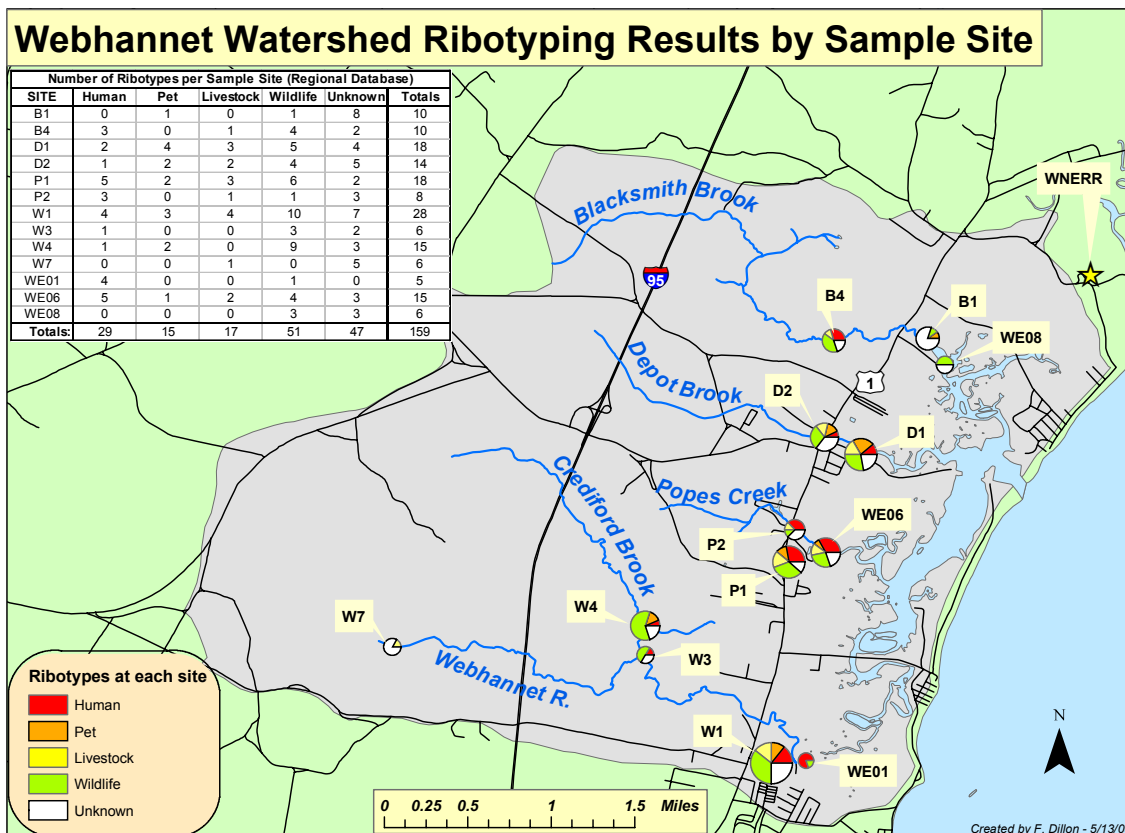 Webhannet Watershed Ribotyping Results by Sample Site
Number of Ribotypes per Sample Site (Regional Database)
SITE Human Pet Livestock Wildlife Unknown Totals
B1 0 1 0 1 8 10
B4 3 0 1 4 2 10
D1 2 4 3 5 4 18
D2 1 2 2 4 5 14
P1 5 2 3 6 2 18
P2 3 0 1 1 3 8
W1 4 3 4 10 7 28
W3 1 0 0 3 2 6
W4 1 2 0 9 3 15
W7 0 0 1 0 5 6
WE01 4 0 0 1 0 5
WE06 5 1 2 4 3 15
WE08 0 0 0 3 3 6
Totals: 29 15 17 51 47 159
WNERR
Blacksmith Brook
95
B4
B1
WE08
Depot Brook
1
D2
D1
Crediford Brook
Popes Creek
P2
WE06
P1
W4
W7
W3
Webhannet R.
W1
WE01
Ribotypes at each site
Human
Pet
Livestock
Wildlife
Unknown
N
0 0.25 0.5 1 1.5 Miles
Created by F. Dillon - 5/13/0